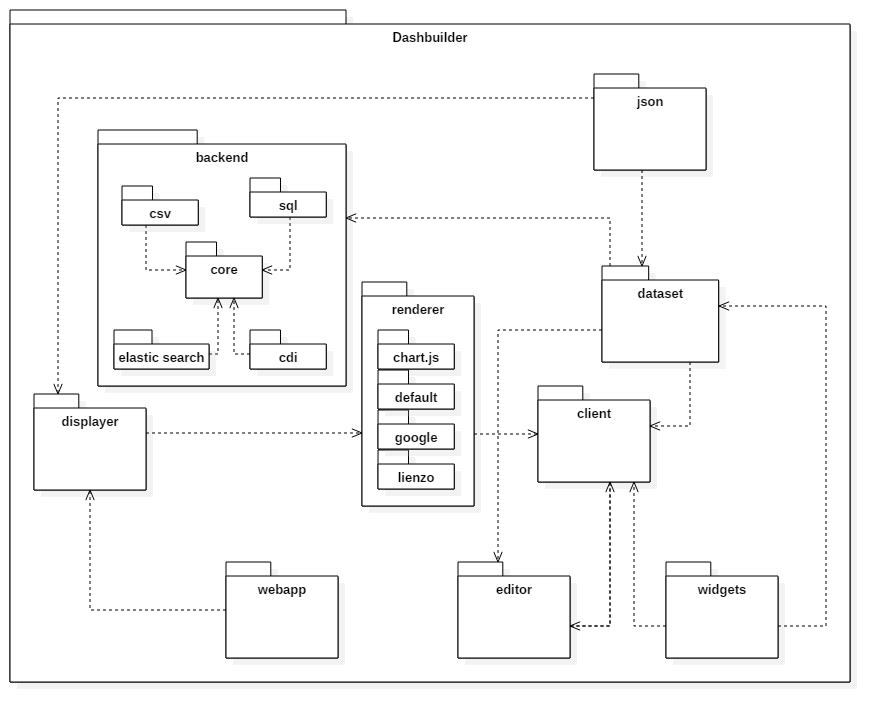 Dashbuilder
json
backend
csv
sql
core
elastic search
cdi
renderer
chart.js
default
google
lienzo
dataset
displayer
client
webapp
editor
widgets